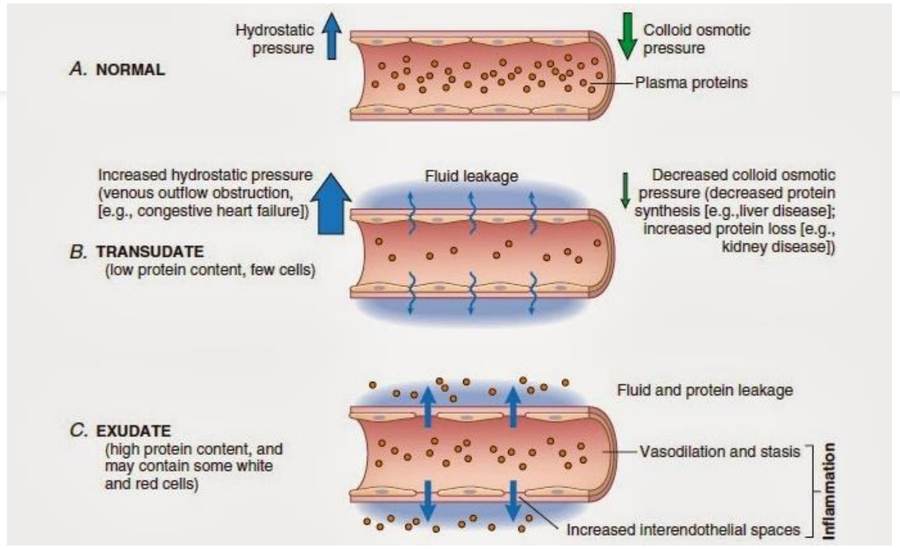 Hydrostatic
pressure
Colloid osmotic
pressure
A. NORMAL
Plasma proteins
Increased hydrostatic pressure
(venous outflow obstruction,
[e.g., congestive heart failure])
Fluid leakage
Decreased colloid osmotic
pressure (decreased protein
synthesis [e.g.,liver disease];
increased protein loss [e.g.,
kidney disease])
B. TRANSUDATE
(low protein content, few cells)
Fluid and protein leakage
C. EXUDATE
(high protein content, and
may contain some white
and red cells)
Vasodilation and stasis
Inflammation
Increased interendothelial spaces